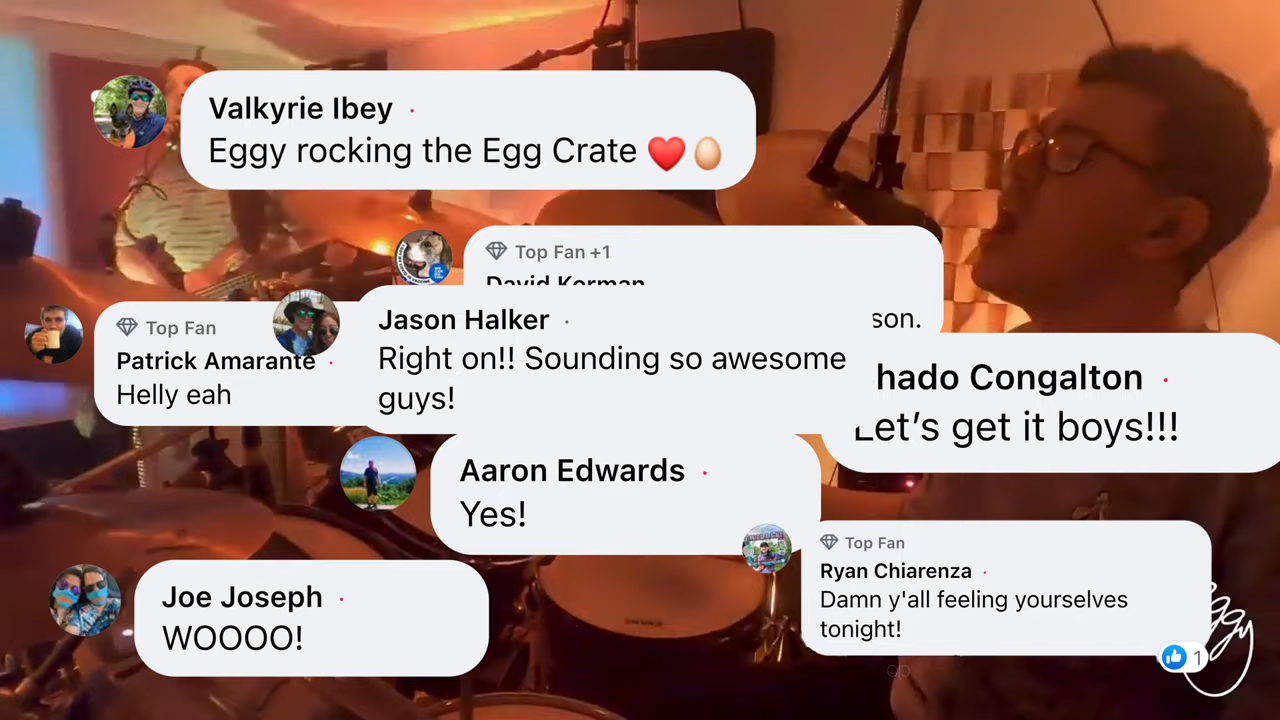 Valkyrie Ibey ·
Eggy rocking the Egg Crate ❤️🥚
Top Fan +1
David Korman
son.
Top Fan
Patrick Amarante ·
Helly eah
Jason Halker ·
Right on!! Sounding so awesome
guys!
hado Congalton ·
Let's get it boys!!!
Aaron Edwards ·
Yes!
Top Fan
Ryan Chiarenza ·
Damn y'all feeling yourselves
tonight!
1
Joe Joseph ·
WOOOO!